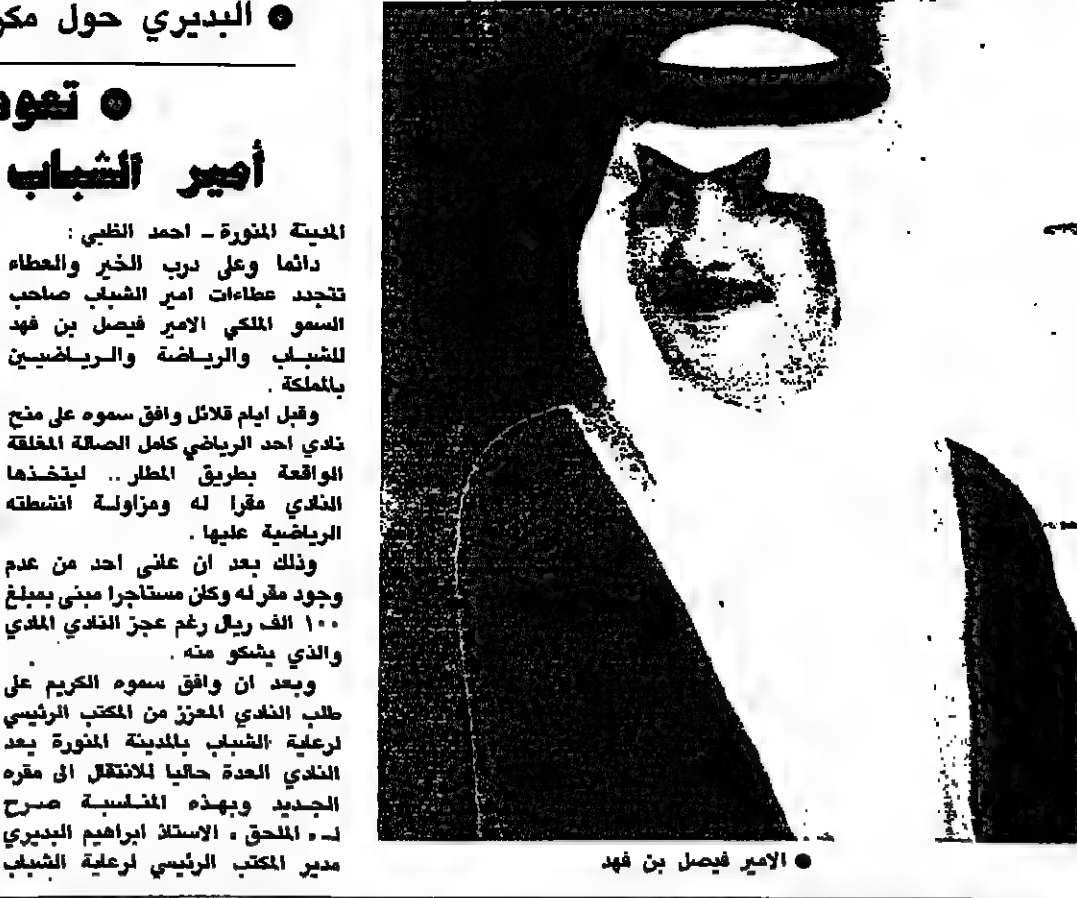 ● البديري حول مكر
● تعود
أمير الشباب
المدينة المنورة ـ احمد الظبي :
دائما وعلى درب الخير والعطاء
تتجدد عطاءات امير الشباب صاحب
السمو الملكي الامير فيصل بن فهد
للشباب والرياضة والرياضيين
بالمملكة .
وقبل ايام قلائل وافق سموه على منح
نادي احد الرياضي كامل الصالة المغلقة
الواقعة بطريق المطار .. ليتخذها
النادي مقرا له ومزاولة انشطته
الرياضية عليها .
وذلك بعد ان عانى احد من عدم
وجود مقر له وكان مستاجرا مبنى بمبلغ
١٠٠ الف ريال رغم عجز النادي المادي
والذي يشكو منه .
وبعد ان وافق سموه الكريم على
طلب النادي المعزز من المكتب الرئيسي
لرعاية الشباب بالمدينة المنورة يعد
النادي العدة حاليا للانتقال الى مقره
الجديد وبهذه المناسبة صرح
لـ « الملحق » الاستاذ ابراهيم البديري
مدير المكتب الرئيسي لرعاية الشباب
● الامير فيصل بن فهد